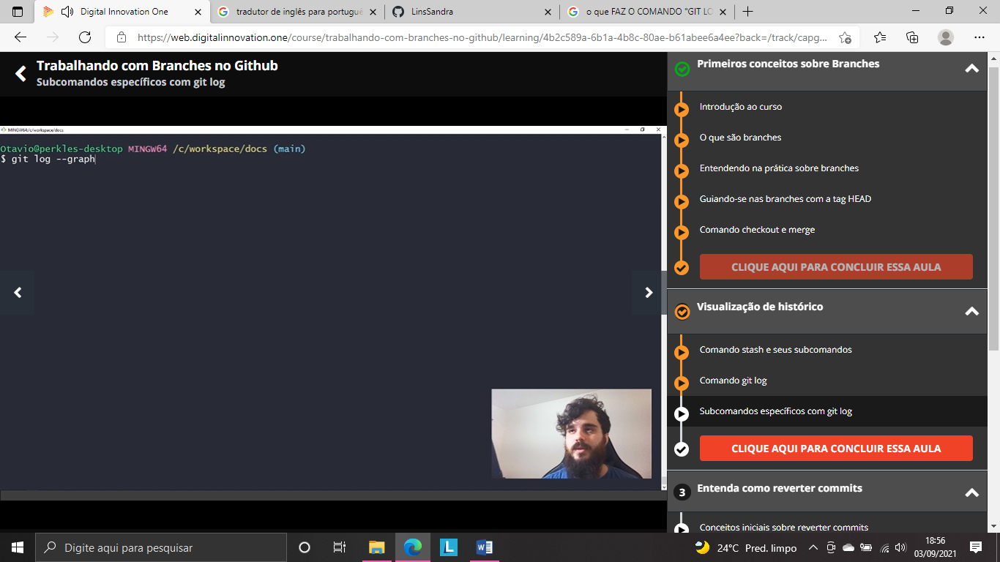 Digital Innovation One
tradutor de inglês para portuguê
LinsSandra
o que FAZ O COMANDO "GIT LO
https://web.digitalinnovation.one/course/trabalhando-com-branches-no-github/learning/4b2c589a-6b1a-4b8c-80ae-b61abee6a4ee?back=/track/capg...
Trabalhando com Branches no Github
Subcomandos específicos com git log
MINGW64:/c/workspace/docs
Otavio@perkles-desktop MINGW64 /c/workspace/docs (main)
$ git log --graph
Primeiros conceitos sobre Branches
Introdução ao curso
O que são branches
Entendendo na prática sobre branches
Guiando-se nas branches com a tag HEAD
Comando checkout e merge
CLIQUE AQUI PARA CONCLUIR ESSA AULA
Visualização de histórico
Comando stash e seus subcomandos
Comando git log
Subcomandos específicos com git log
CLIQUE AQUI PARA CONCLUIR ESSA AULA
3 Entenda como reverter commits
Conceitos iniciais sobre reverter commits
Digite aqui para pesquisar
L
24°C Pred. limpo
18:56
03/09/2021